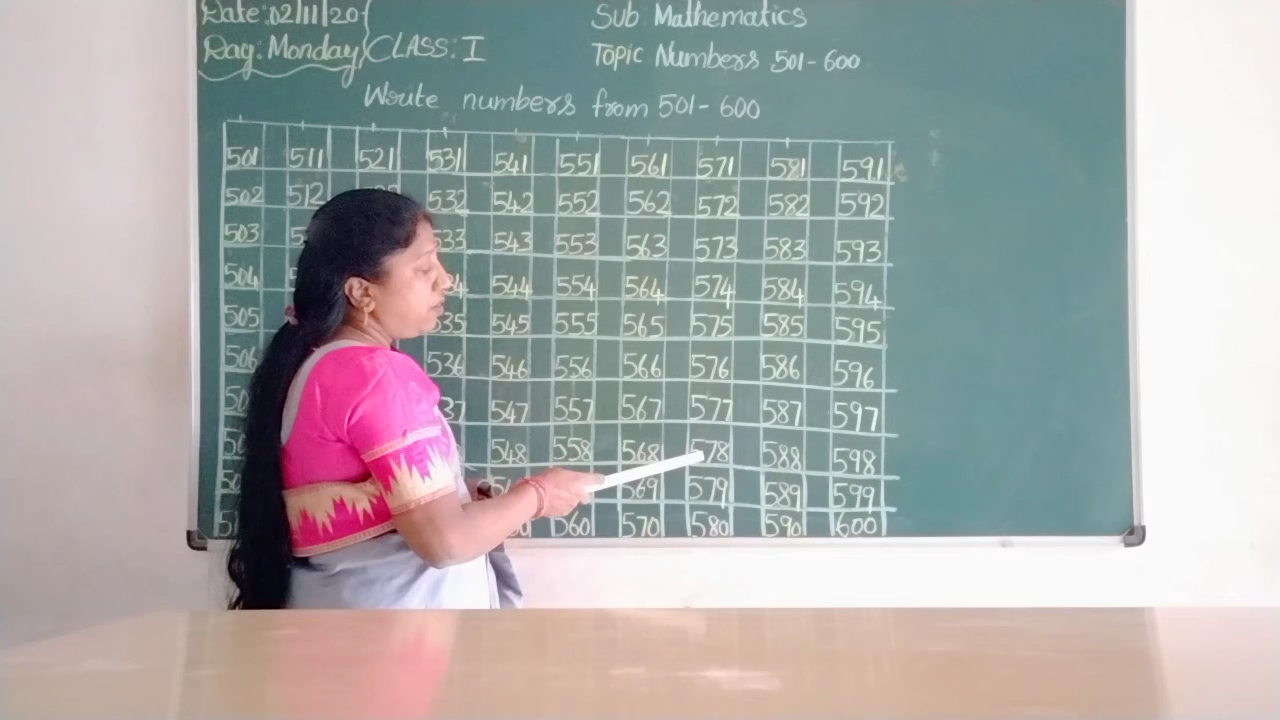 Date: 02/11/20 Sub Mathematics
Day: Monday CLASS: I Topic Numbers 501-600
Write numbers from 501-600
501 511 521 531 541 551 561 571 581 591
502 512 532 542 552 562 572 582 592
503 543 553 563 573 583 593
504 544 554 564 574 584 594
505 545 555 565 575 585 595
506 536 546 556 566 576 586 596
547 557 567 577 587 597
548 558 568 578 588 598
569 579 589 599
570 580 590 600